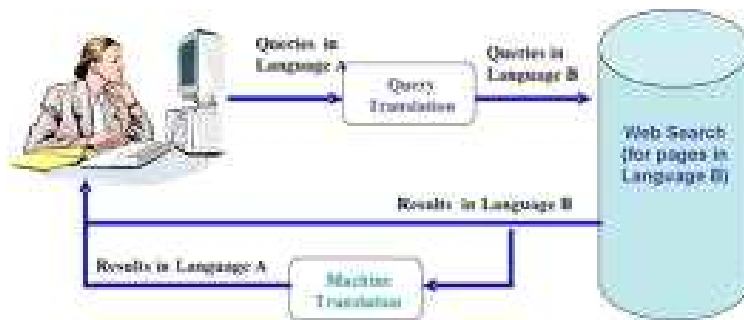 Queries in
Language A
Queries in
Language B
Query
Translation
Web Search
(for pages in
Language B)
Results in Language B
Results in Language A
Machine
Translation